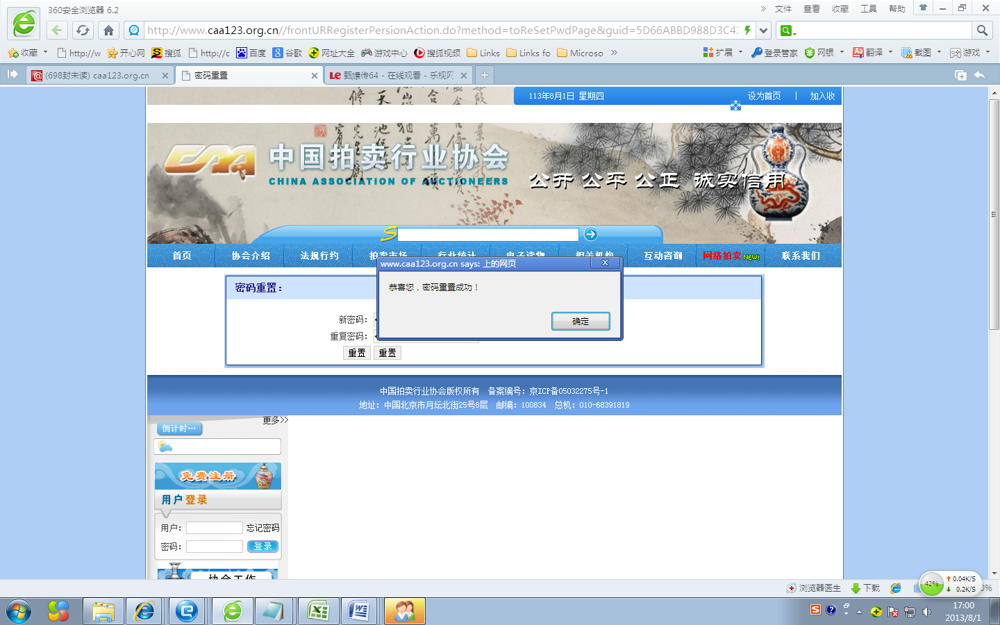 360安全浏览器 6.2
» 文件 查看 收藏 工具 帮助
http://www.caa123.org.cn//frontURRegisterPersionAction.do?method=toReSetPwdPage&guid=5D66ABBD988D3C43
收藏 http://w 开心网 搜狐 http://c 百度 谷歌 网址大全 游戏中心 搜狐视频 Links Links fo Microso » 扩展 登录管家 网银 翻译 截图 游戏
(698封未读) caa123.org.cn 密码重置 甄嬛传64 - 在线观看 - 乐视网
113年8月1日 星期四 设为首页 | 加入收
CAA 中国拍卖行业协会
CHINA ASSOCIATION OF AUCTIONEERS
公开 公平 公正 诚实信用
首页 协会介绍 法规行约 拍卖市场 行业统计 电子读物 相关机构 互动咨询 网络拍卖 NEW! 联系我们
www.caa123.org.cn says: 上的网页
恭喜您，密码重置成功！
确定
密码重置：
新密码：
重复密码：
重置 重置
中国拍卖行业协会版权所有 备案编号：京ICP备05032275号-1
地址：中国北京市月坛北街25号8层 邮编：100834 总机：010-68391819
更多>>
倒计时…
免费注册
用户登录
用户： 忘记密码
密码： 登录
协会工作
浏览器医生 下载
42% 0.04K/S
0.2K/S
0%
17:00
2013/8/1